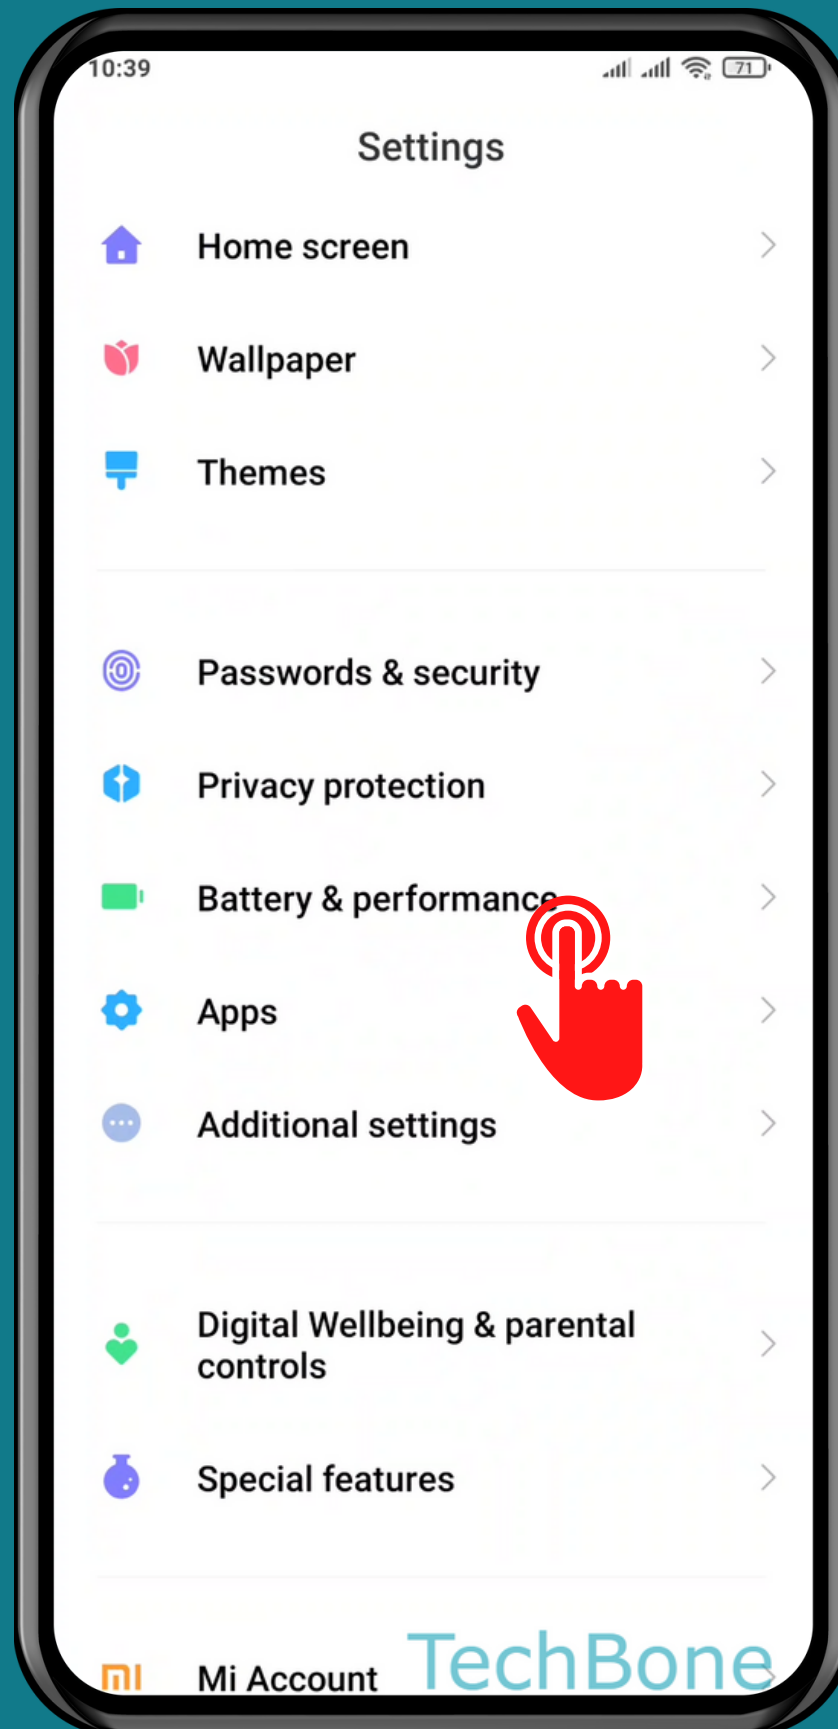 10:39
71
Settings
Home screen
Wallpaper
Themes
Passwords & security
Privacy protection
Battery & performance
Apps
Additional settings
Digital Wellbeing & parental
controls
Special features
Mi Account
TechBone